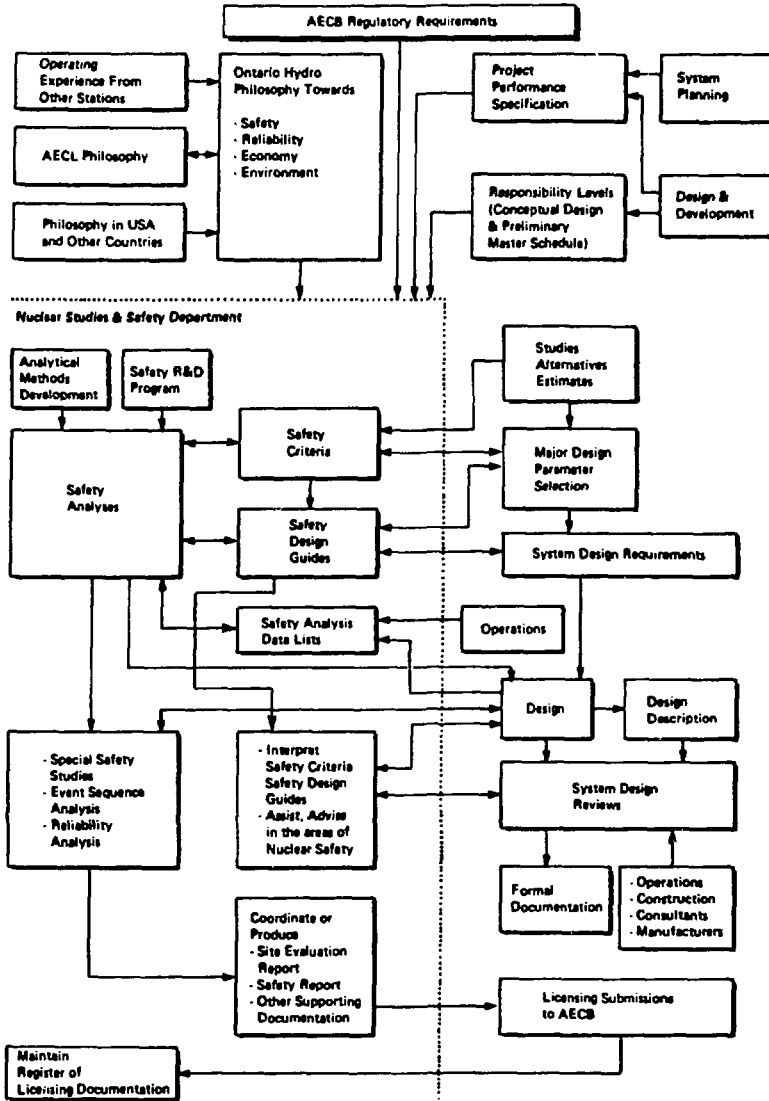 AECB Regulatory Requirements
Operating
Experience From
Other Stations
AECL Philosophy
Philosophy in USA
and Other Countries
Ontario Hydro
Philosophy Towards
- Safety
- Reliability
- Economy
- Environment
Project
Performance
Specification
System
Planning
Responsibility Levels
(Conceptual Design
& Preliminary
Master Schedule)
Design &
Development
Nuclear Studies & Safety Department
Analytical
Methods
Development
Safety R&D
Program
Safety
Analyses
Safety
Criteria
Safety
Design
Guides
Studies
Alternatives
Estimates
Major Design
Parameter
Selection
System Design Requirements
Safety Analysis
Data Lists
Operations
Design
Design
Description
- Special Safety
Studies
- Event Sequence
Analysis
- Reliability
Analysis
- Interpret
Safety Criteria
Safety Design
Guides
- Assist, Advise
in the areas of
Nuclear Safety
System Design
Reviews
Formal
Documentation
- Operations
- Construction
- Consultants
- Manufacturers
Coordinate or
Produce
- Site Evaluation
Report
- Safety Report
- Other Supporting
Documentation
Licensing Submissions
to AECB
Maintain
Register of
Licensing Documentation